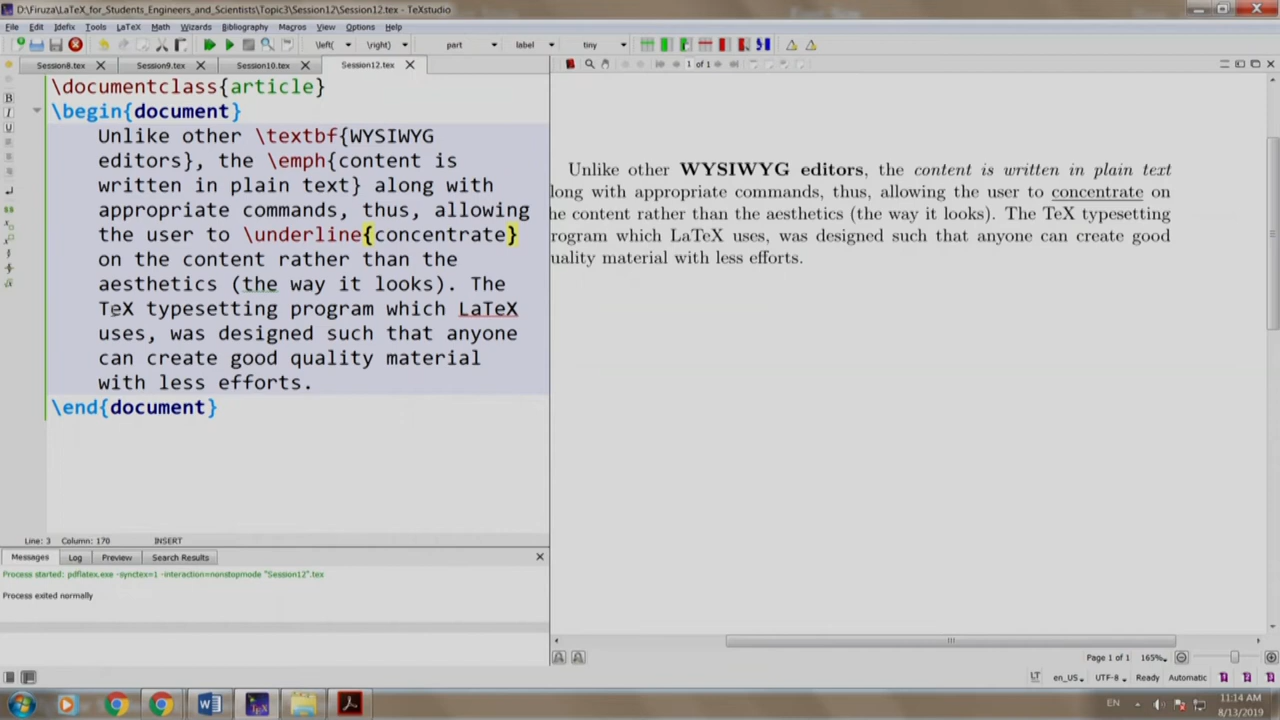 D:\Firuza\LaTeX_for_Students_Engineers_and_Scientists\Topic3\Session12\Session12.tex - TeXstudio
File Edit Idefix Tools LaTeX Math Wizards Bibliography Macros View Options Help
\left( \right) part label tiny
Session8.tex Session9.tex Session10.tex Session12.tex 1 of 1
\documentclass{article}
\begin{document}
Unlike other \textbf{WYSIWYG
editors}, the \emph{content is
written in plain text} along with
appropriate commands, thus, allowing
the user to \underline{concentrate}
on the content rather than the
aesthetics (the way it looks). The
TeX typesetting program which LaTeX
uses, was designed such that anyone
can create good quality material
with less efforts.
\end{document}
Unlike other WYSIWYG editors, the content is written in plain text
long with appropriate commands, thus, allowing the user to concentrate on
he content rather than the aesthetics (the way it looks). The TeX typesetting
rogram which LaTeX uses, was designed such that anyone can create good
uality material with less efforts.
Line: 3 Column: 170 INSERT
Messages Log Preview Search Results
Process started: pdflatex.exe -synctex=1 -interaction=nonstopmode "Session12".tex
Process exited normally
Page 1 of 1 165%
LT en_US UTF-8 Ready Automatic
EN 11:14 AM
8/13/2019